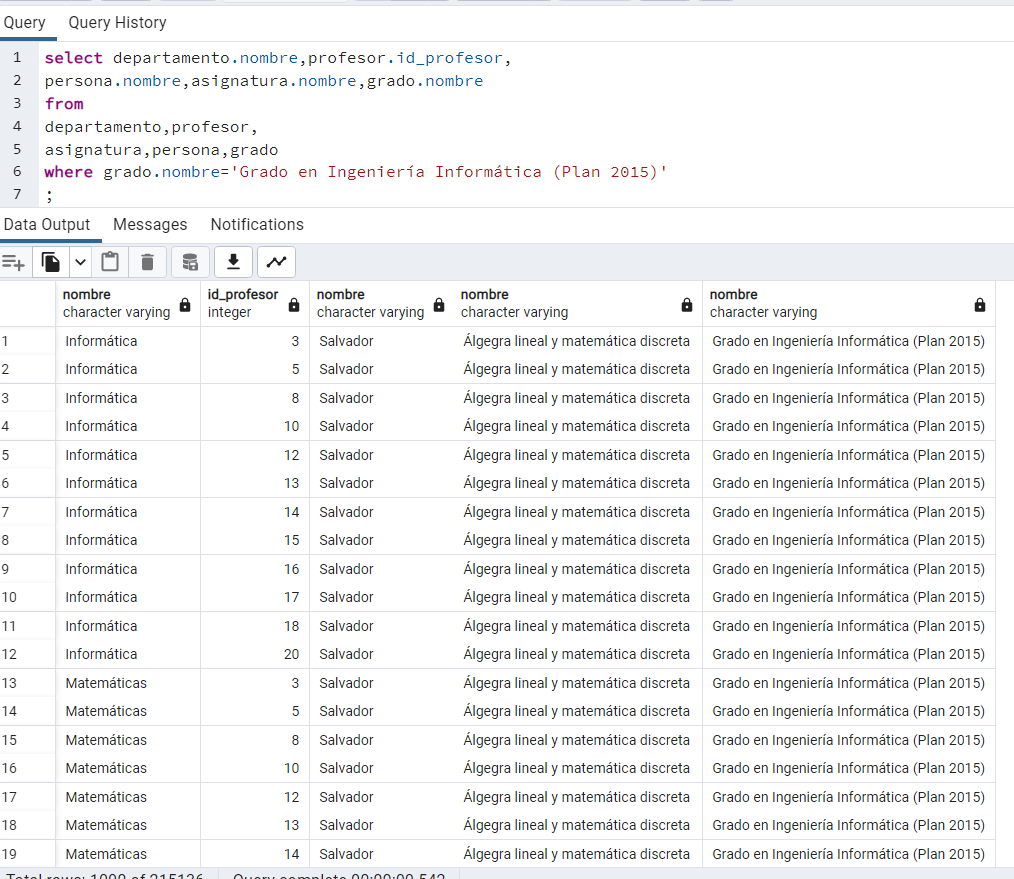 Query Query History
1 select departamento.nombre,profesor.id_profesor,
2 persona.nombre,asignatura.nombre,grado.nombre
3 from
4 departamento,profesor,
5 asignatura,persona,grado
6 where grado.nombre='Grado en Ingeniería Informática (Plan 2015)'
7 ;
Data Output Messages Notifications
nombre id_profesor nombre nombre nombre
character varying integer character varying character varying character varying
1 Informática 3 Salvador Álgegra lineal y matemática discreta Grado en Ingeniería Informática (Plan 2015)
2 Informática 5 Salvador Álgegra lineal y matemática discreta Grado en Ingeniería Informática (Plan 2015)
3 Informática 8 Salvador Álgegra lineal y matemática discreta Grado en Ingeniería Informática (Plan 2015)
4 Informática 10 Salvador Álgegra lineal y matemática discreta Grado en Ingeniería Informática (Plan 2015)
5 Informática 12 Salvador Álgegra lineal y matemática discreta Grado en Ingeniería Informática (Plan 2015)
6 Informática 13 Salvador Álgegra lineal y matemática discreta Grado en Ingeniería Informática (Plan 2015)
7 Informática 14 Salvador Álgegra lineal y matemática discreta Grado en Ingeniería Informática (Plan 2015)
8 Informática 15 Salvador Álgegra lineal y matemática discreta Grado en Ingeniería Informática (Plan 2015)
9 Informática 16 Salvador Álgegra lineal y matemática discreta Grado en Ingeniería Informática (Plan 2015)
10 Informática 17 Salvador Álgegra lineal y matemática discreta Grado en Ingeniería Informática (Plan 2015)
11 Informática 18 Salvador Álgegra lineal y matemática discreta Grado en Ingeniería Informática (Plan 2015)
12 Informática 20 Salvador Álgegra lineal y matemática discreta Grado en Ingeniería Informática (Plan 2015)
13 Matemáticas 3 Salvador Álgegra lineal y matemática discreta Grado en Ingeniería Informática (Plan 2015)
14 Matemáticas 5 Salvador Álgegra lineal y matemática discreta Grado en Ingeniería Informática (Plan 2015)
15 Matemáticas 8 Salvador Álgegra lineal y matemática discreta Grado en Ingeniería Informática (Plan 2015)
16 Matemáticas 10 Salvador Álgegra lineal y matemática discreta Grado en Ingeniería Informática (Plan 2015)
17 Matemáticas 12 Salvador Álgegra lineal y matemática discreta Grado en Ingeniería Informática (Plan 2015)
18 Matemáticas 13 Salvador Álgegra lineal y matemática discreta Grado en Ingeniería Informática (Plan 2015)
19 Matemáticas 14 Salvador Álgegra lineal y matemática discreta Grado en Ingeniería Informática (Plan 2015)
Total rows: 1000 of 215136 Query complete 00:00:00.542